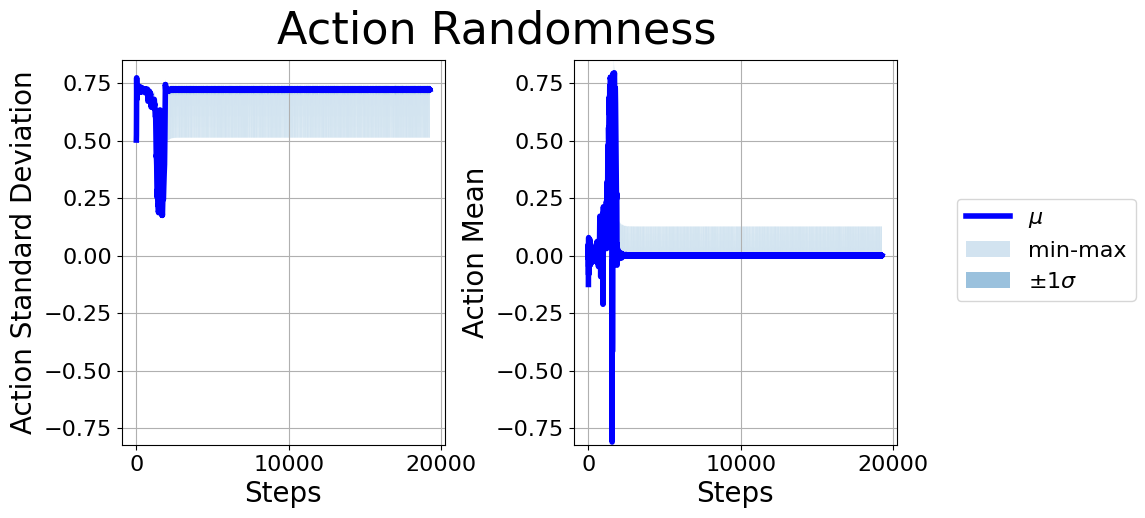 Action Randomness
Action Standard Deviation
0.75
0.50
0.25
0.00
−0.25
−0.50
−0.75
0
10000
20000
Steps
Action Mean
0.75
0.50
0.25
0.00
−0.25
−0.50
−0.75
0
10000
20000
Steps
μ
min-max
±1σ